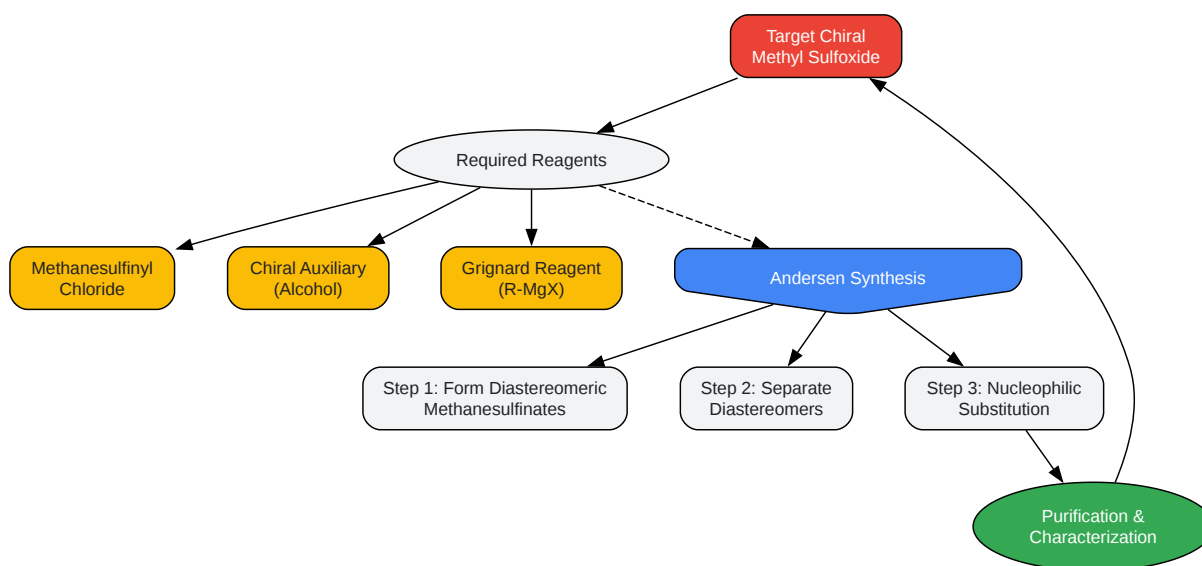 Target Chiral
Methyl Sulfoxide
Required Reagents
Methanesulfinyl
Chloride
Chiral Auxiliary
(Alcohol)
Grignard Reagent
(R-MgX)
Andersen Synthesis
Step 1: Form Diastereomeric
Methanesulfinates
Step 2: Separate
Diastereomers
Step 3: Nucleophilic
Substitution
Purification &
Characterization